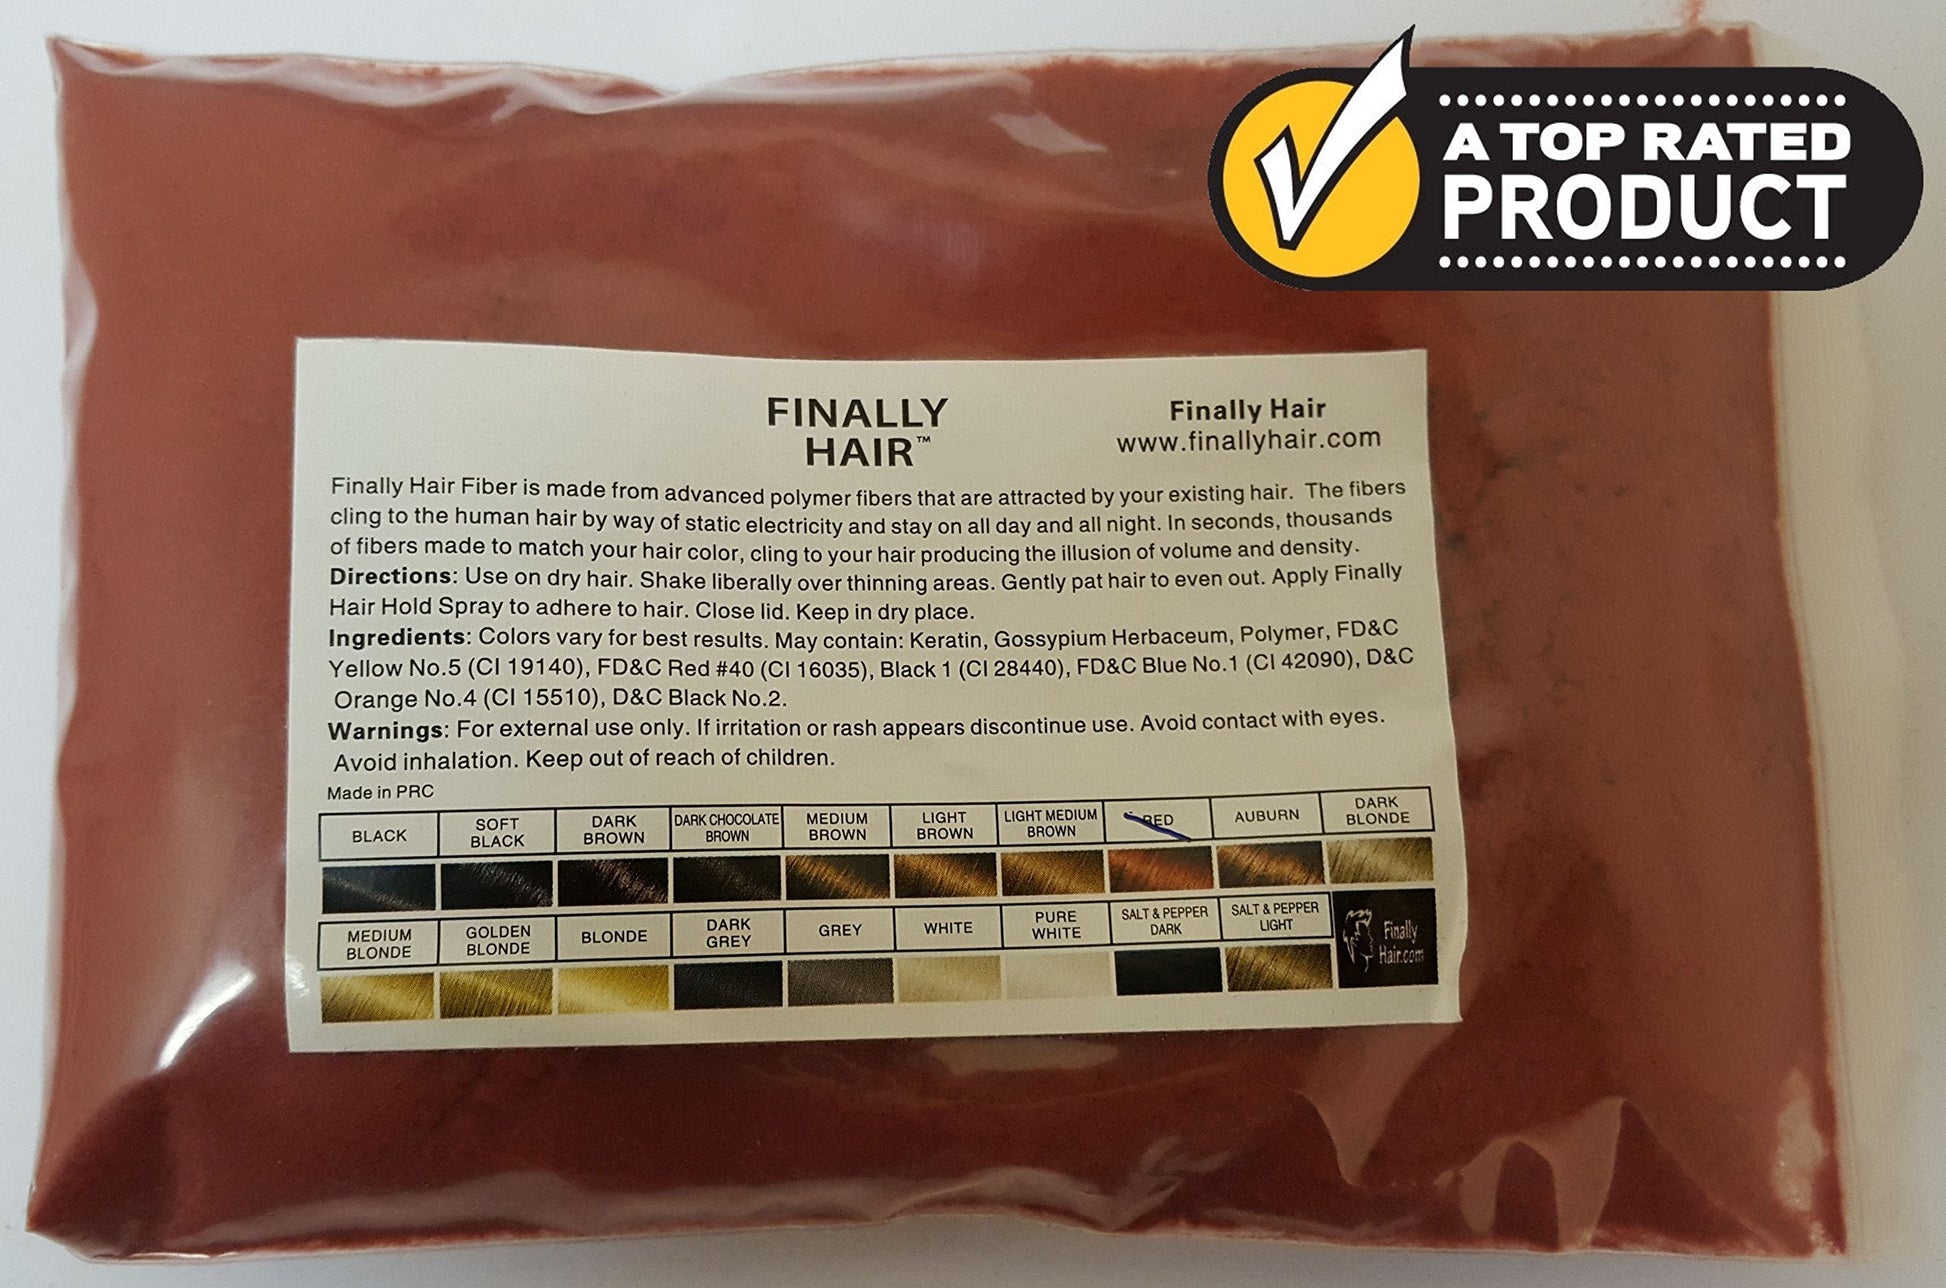 A TOP RATED
PRODUCT
FINALLY
HAIR™
Finally Hair
www.finallyhair.com
Finally Hair Fiber is made from advanced polymer fibers that are attracted by your existing hair. The fibers
cling to the human hair by way of static electricity and stay on all day and all night. In seconds, thousands
of fibers made to match your hair color, cling to your hair producing the illusion of volume and density.
Directions: Use on dry hair. Shake liberally over thinning areas. Gently pat hair to even out. Apply Finally
Hair Hold Spray to adhere to hair. Close lid. Keep in dry place.
Ingredients: Colors vary for best results. May contain: Keratin, Gossypium Herbaceum, Polymer, FD&C
Yellow No.5 (CI 19140), FD&C Red #40 (CI 16035), Black 1 (CI 28440), FD&C Blue No.1 (CI 42090), D&C
Orange No.4 (CI 15510), D&C Black No.2.
Warnings: For external use only. If irritation or rash appears discontinue use. Avoid contact with eyes.
Avoid inhalation. Keep out of reach of children.
Made in PRC
BLACK
SOFT
BLACK
DARK
BROWN
DARK CHOCOLATE
BROWN
MEDIUM
BROWN
LIGHT
BROWN
LIGHT MEDIUM
BROWN
RED
AUBURN
DARK
BLONDE
MEDIUM
BLONDE
GOLDEN
BLONDE
BLONDE
DARK
GREY
GREY
WHITE
PURE
WHITE
SALT & PEPPER
DARK
SALT & PEPPER
LIGHT
Finally
Hair.com